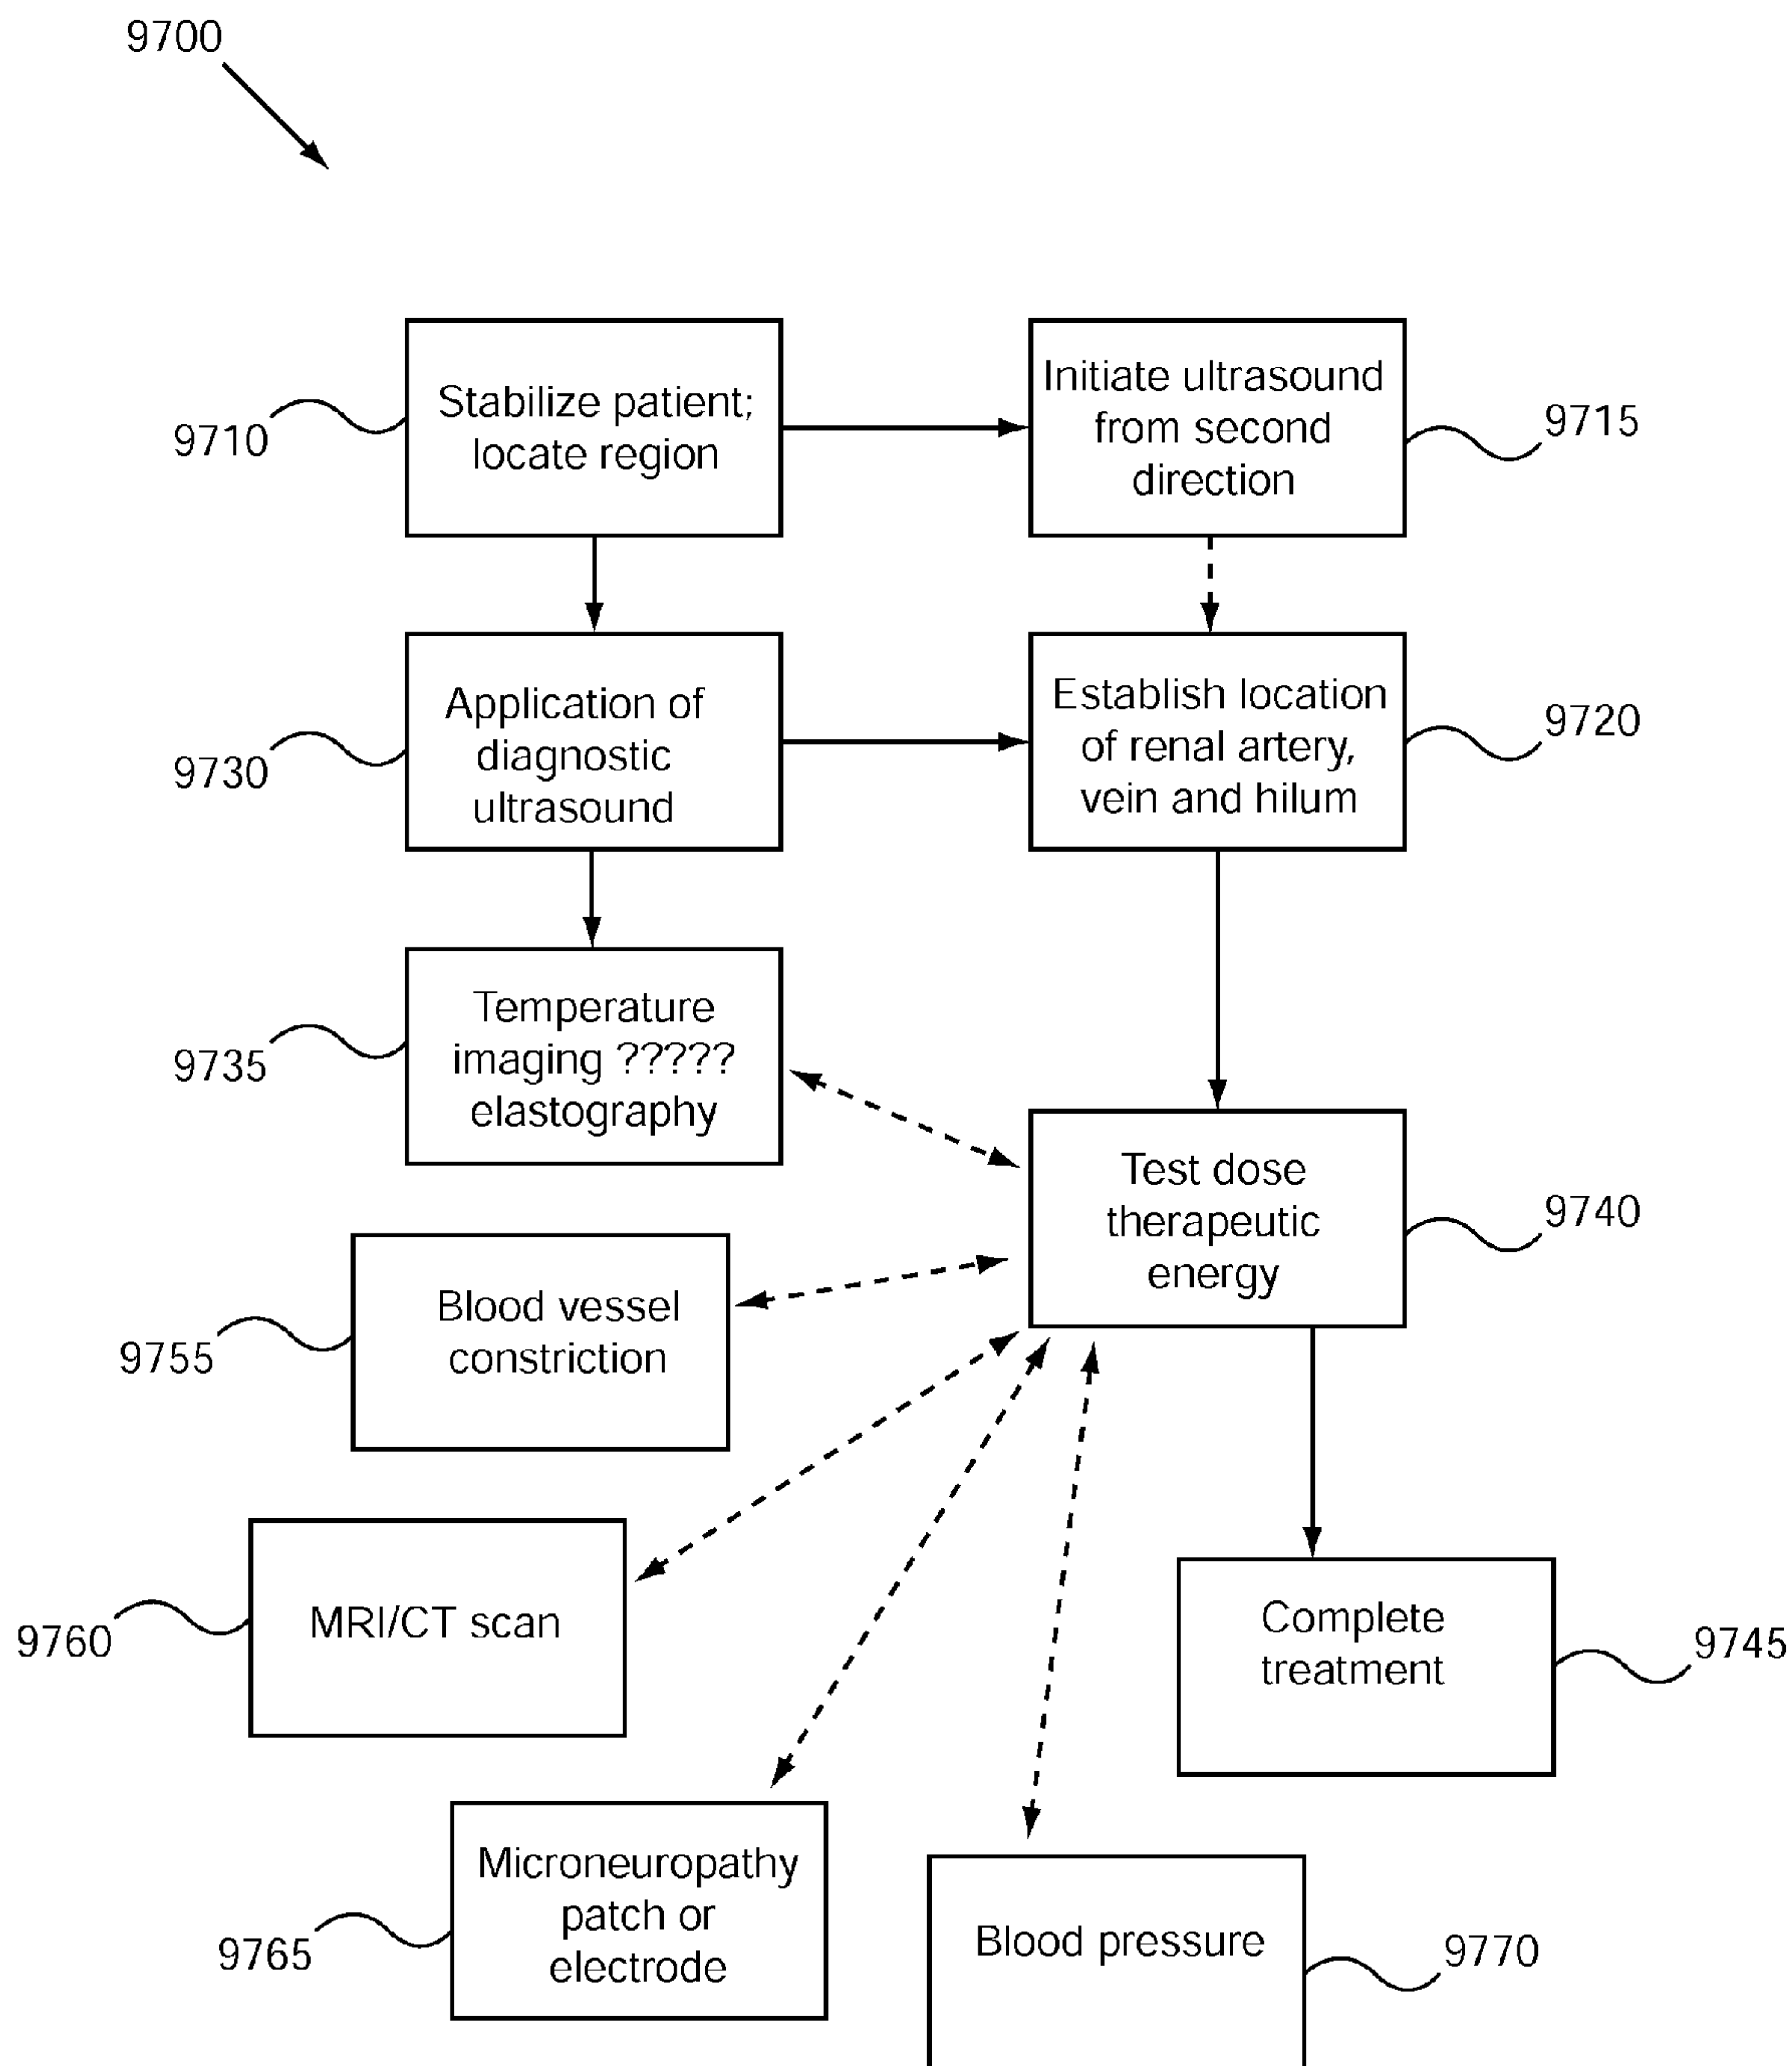 9700
Stabilize patient;
locate region
9710
Initiate ultrasound
from second
direction
9715
Application of
diagnostic
ultrasound
9730
Establish location
of renal artery,
vein and hilum
9720
Temperature
imaging ?????
elastography
9735
Test dose
therapeutic
energy
9740
Blood vessel
constriction
9755
MRI/CT scan
9760
Complete
treatment
9745
Microneuropathy
patch or
electrode
9765
Blood pressure
9770